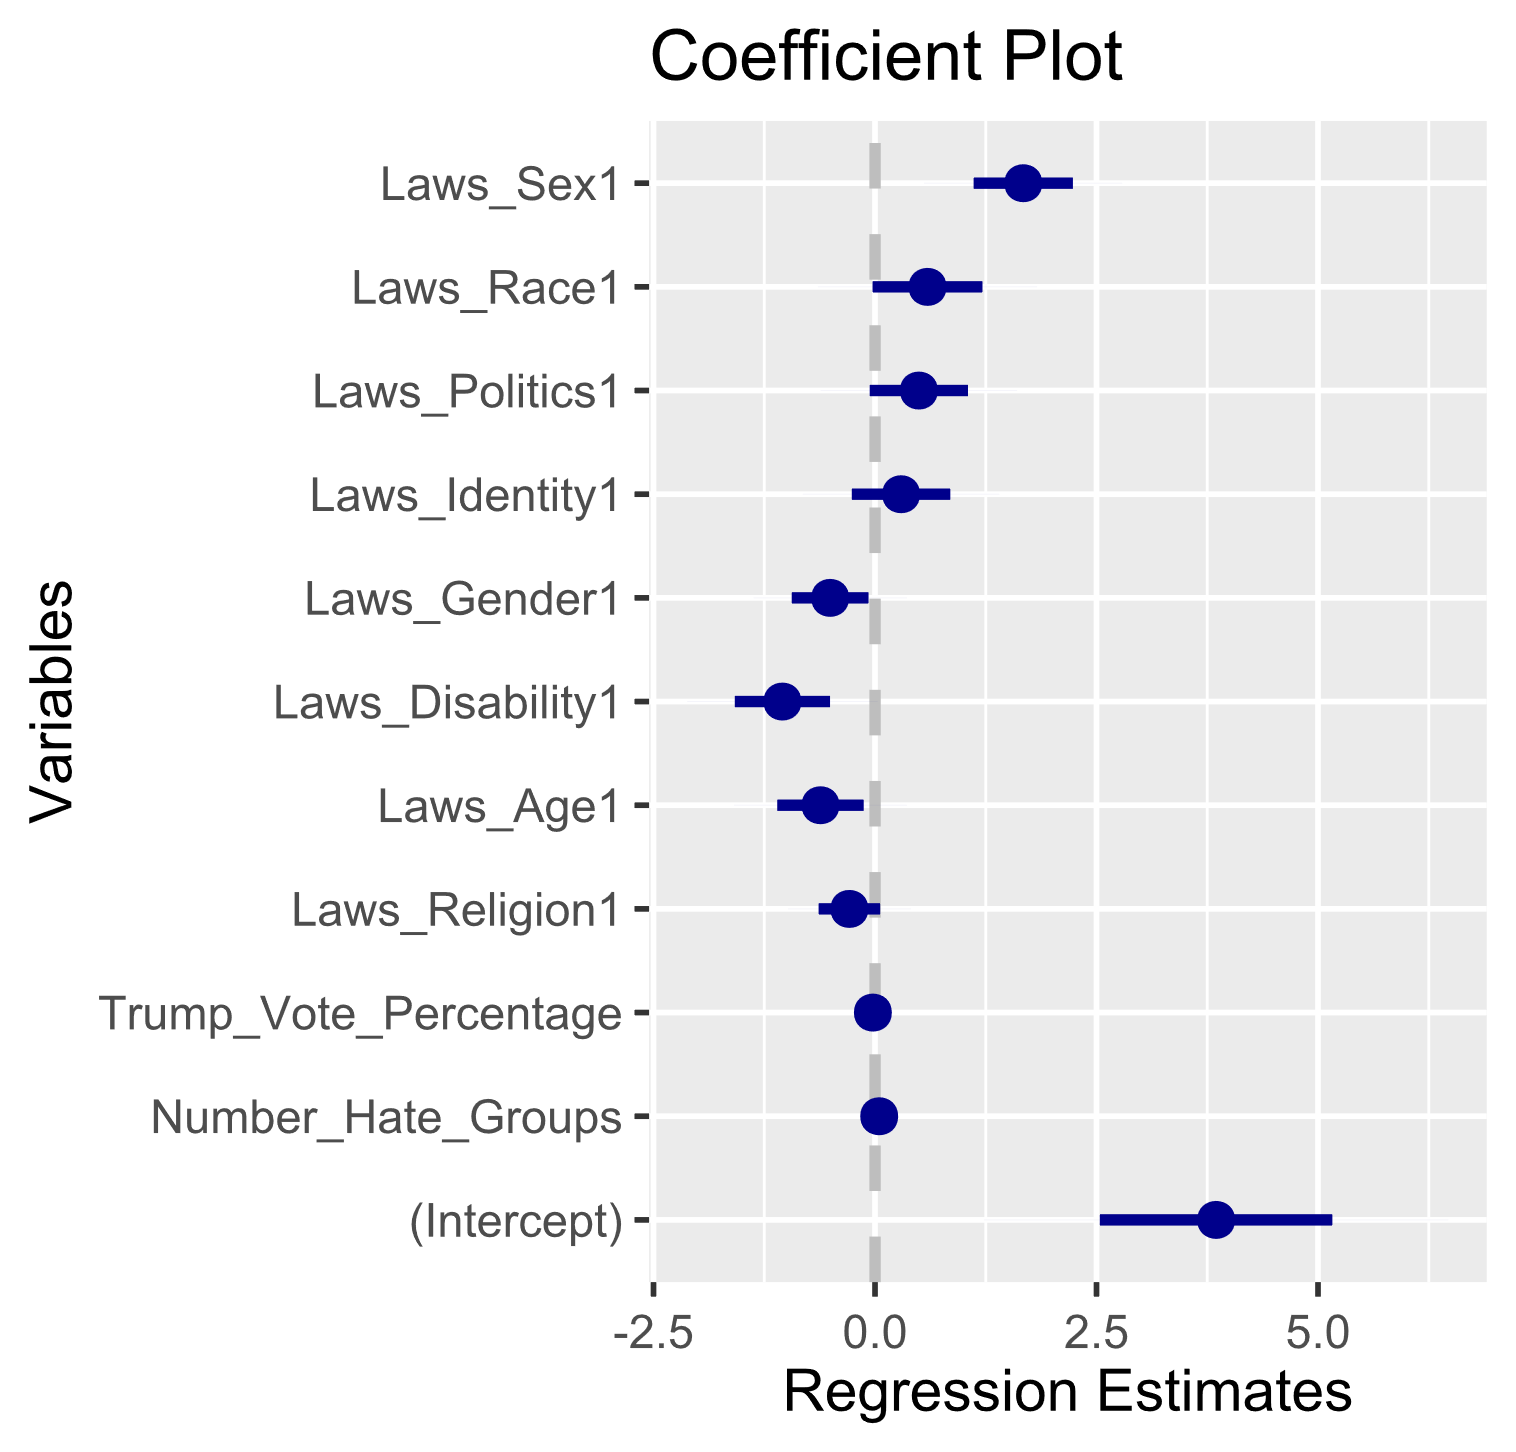 Coefficient Plot
Laws_Sex1
Laws_Race1
Laws_Politics1
Laws_Identity1
Laws_Gender1
Laws_Disability1
Laws_Age1
Laws_Religion1
Trump_Vote_Percentage
Number_Hate_Groups
(Intercept)
Variables
-2.5 0.0 2.5 5.0
Regression Estimates